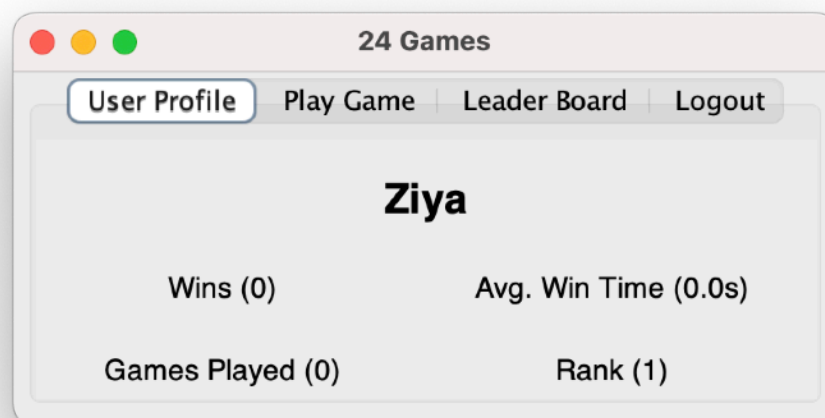 24 Games
User Profile Play Game Leader Board Logout
Ziya
Wins (0) Avg. Win Time (0.0s)
Games Played (0) Rank (1)